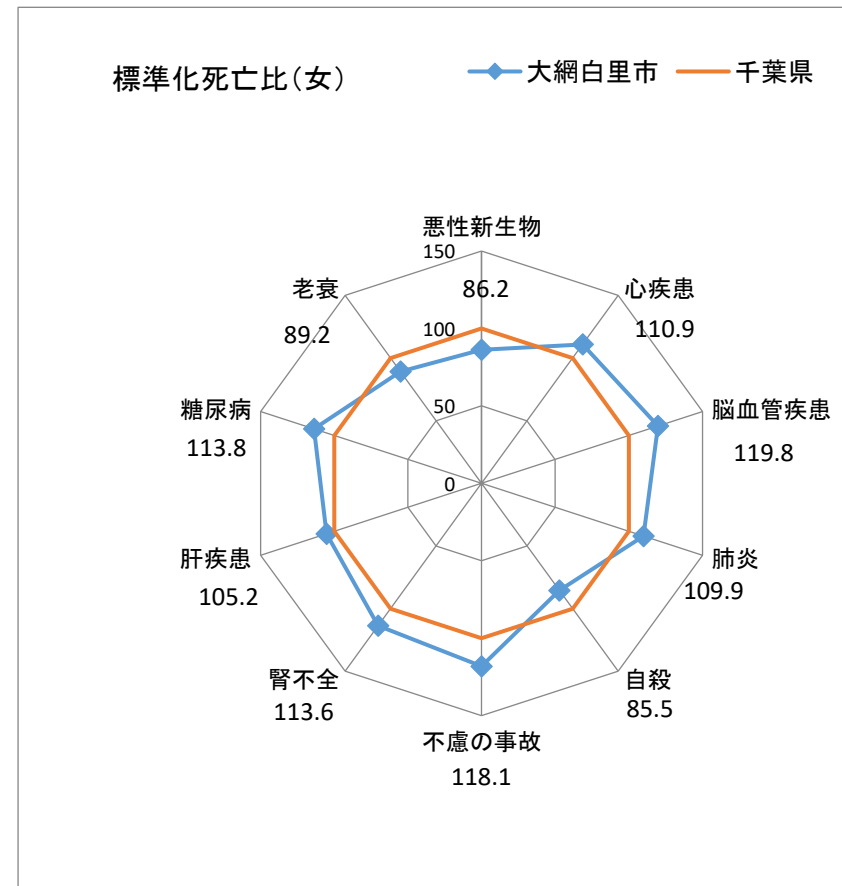 標準化死亡比（女）
大網白里市
千葉県
悪性新生物
86.2
心疾患
110.9
脳血管疾患
119.8
肺炎
109.9
自殺
85.5
不慮の事故
118.1
腎不全
113.6
肝疾患
105.2
糖尿病
113.8
老衰
89.2
150
100
50
0